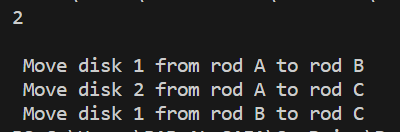 2
Move disk 1 from rod A to rod B
Move disk 2 from rod A to rod C
Move disk 1 from rod B to rod C